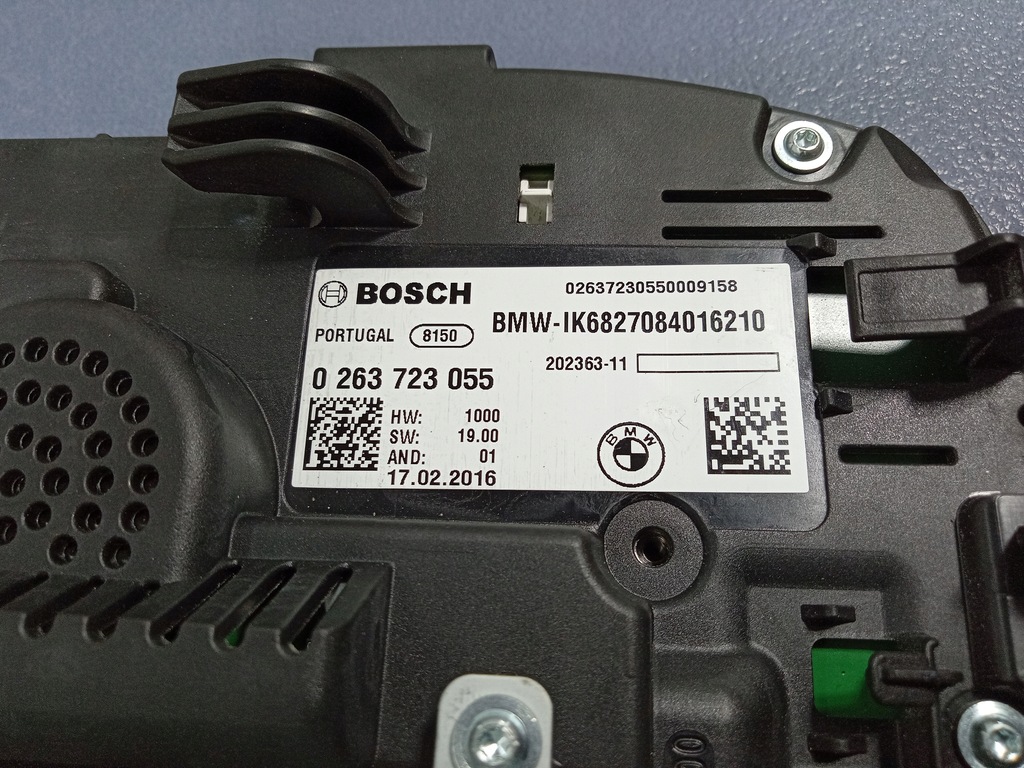 BOSCH
02637230550009158
PORTUGAL 8150
BMW-IK6827084016210
202363-11
0 263 723 055
HW: 1000
SW: 19.00
AND: 01
17.02.2016
BMW